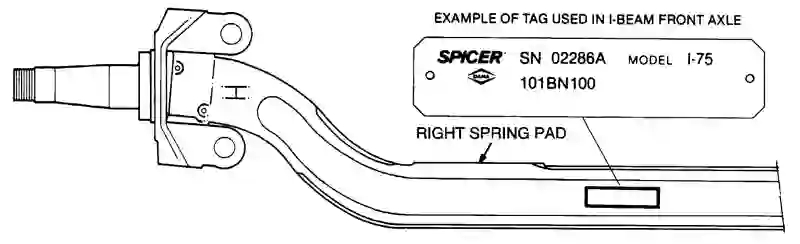 EXAMPLE OF TAG USED IN I-BEAM FRONT AXLE
SPICER® SN 02286A MODEL I-75
DANA
101BN100
RIGHT SPRING PAD